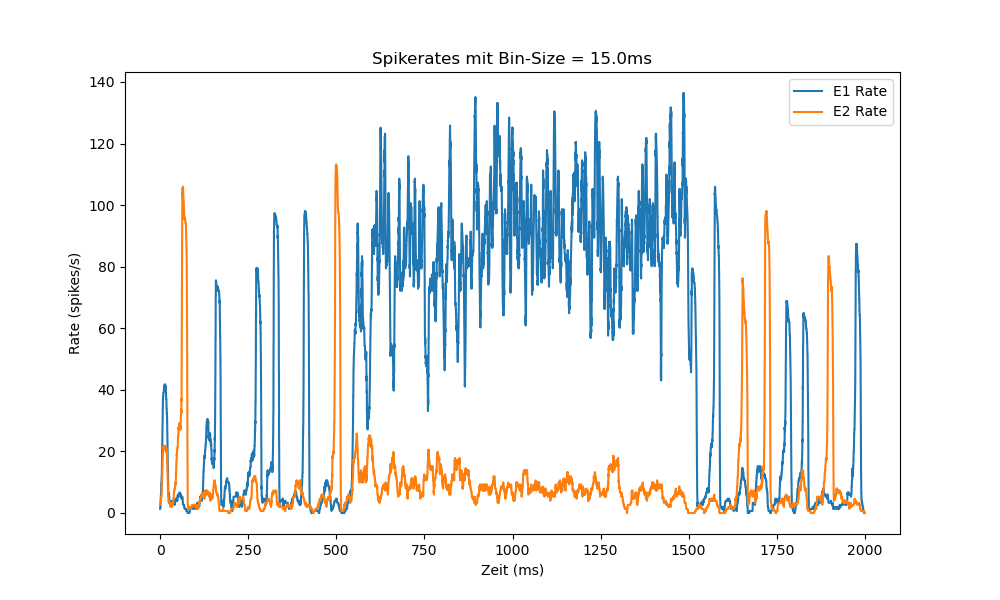 Spikerates mit Bin-Size = 15.0ms
E1 Rate
E2 Rate
140
120
100
80
60
40
20
0
Rate (spikes/s)
0 250 500 750 1000 1250 1500 1750 2000
Zeit (ms)